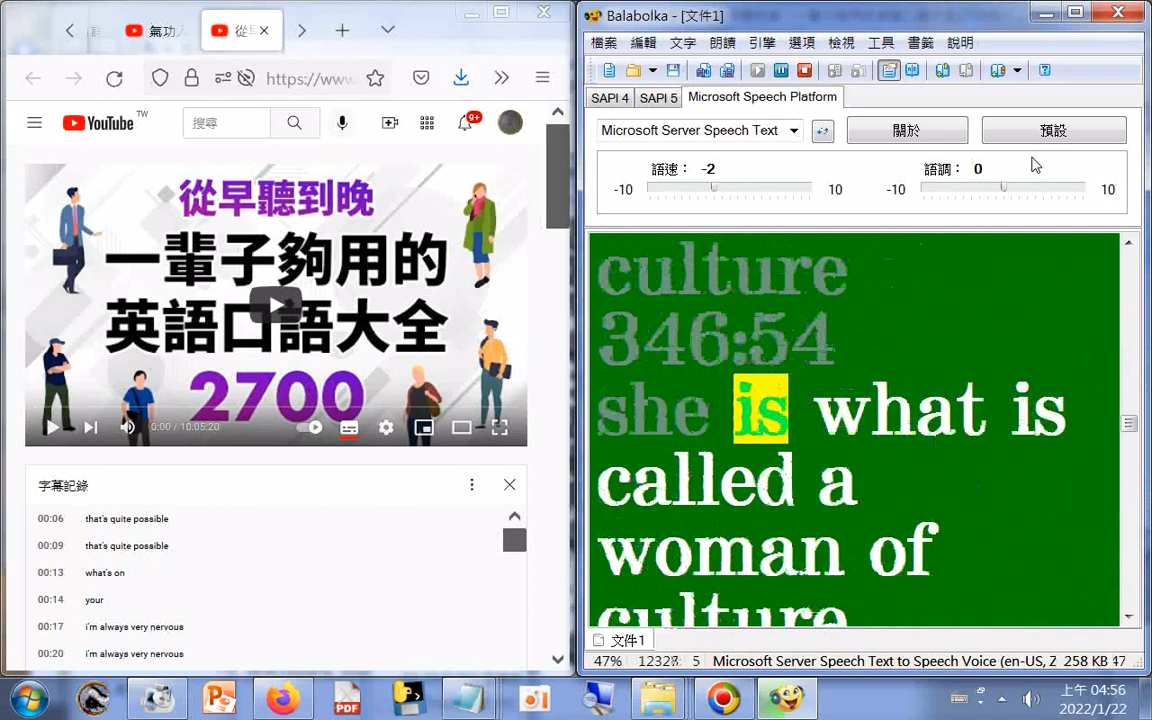 氣功入
從
https://www
YouTube TW
搜尋
9+
從早聽到晚
一輩子夠用的
英語口語大全
2700
0:00 / 10:05:20
字幕記錄
00:06 that's quite possible
00:09 that's quite possible
00:13 what's on
00:14 your
00:17 i'm always very nervous
00:20 i'm always very nervous
Balabolka - [文件1]
檔案 編輯 文字 朗讀 引擎 選項 檢視 工具 書籤 說明
SAPI 4 SAPI 5 Microsoft Speech Platform
Microsoft Server Speech Text 關於 預設
語速： -2 語調： 0
-10 10 -10 10
culture
346:54
she is what is
called a
woman of
culture
文件1
47% 5 Microsoft Server Speech Text to Speech Voice (en-US, Z 258 KB 47
PDF
上午 04:56
2022/1/22